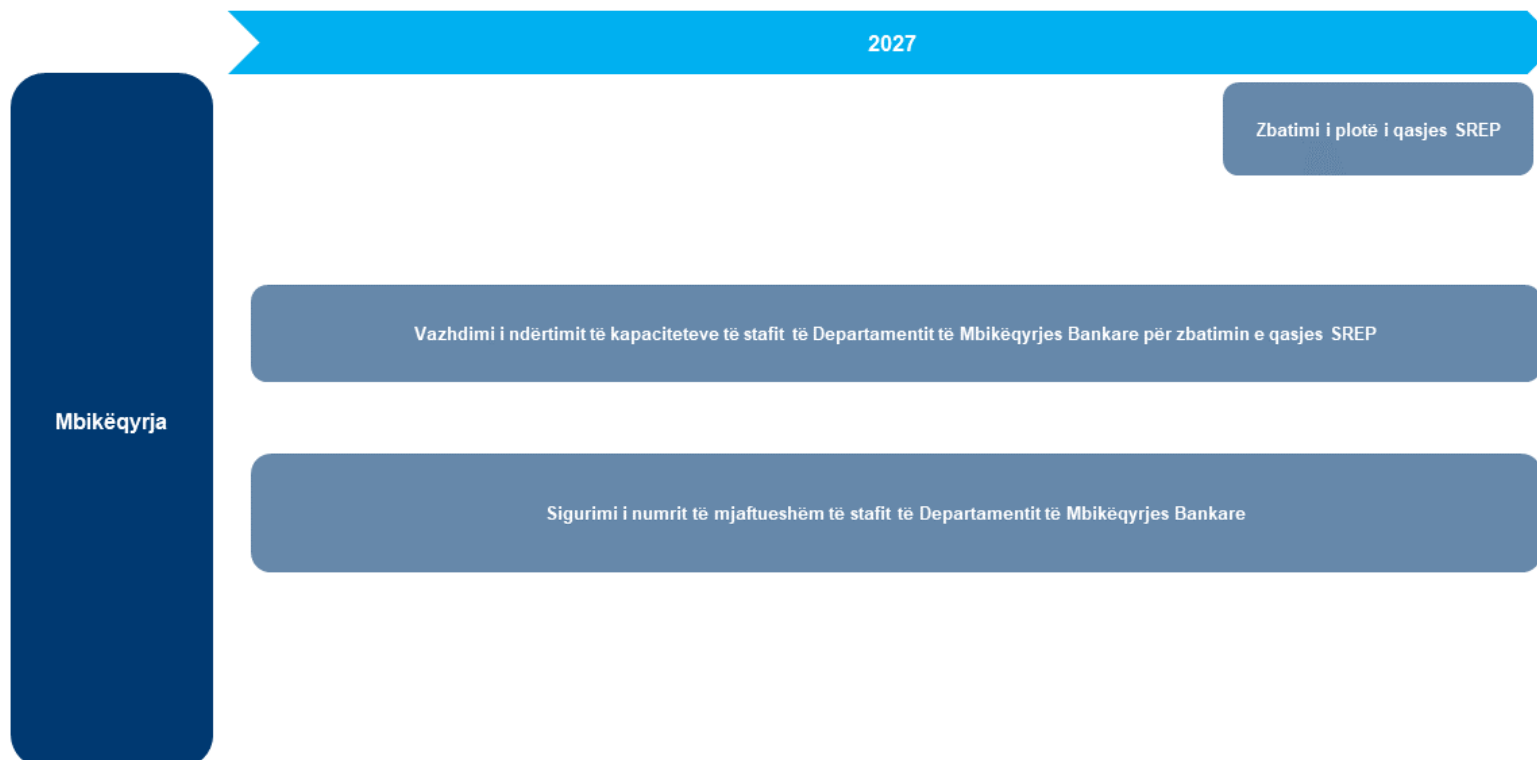 2027
Zbatimi i plotë i qasjes SREP
Vazhdimi i ndërtimit të kapaciteteve të stafit të Departamentit të Mbikëqyrjes Bankare për zbatimin e qasjes SREP
Mbikëqyrja
Sigurimi i numrit të mjaftueshëm të stafit të Departamentit të Mbikëqyrjes Bankare